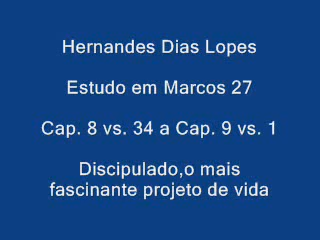 Hernandes Dias Lopes
Estudo em Marcos 27
Cap. 8 vs. 34 a Cap. 9 vs. 1
Discipulado,o mais
fascinante projeto de vida